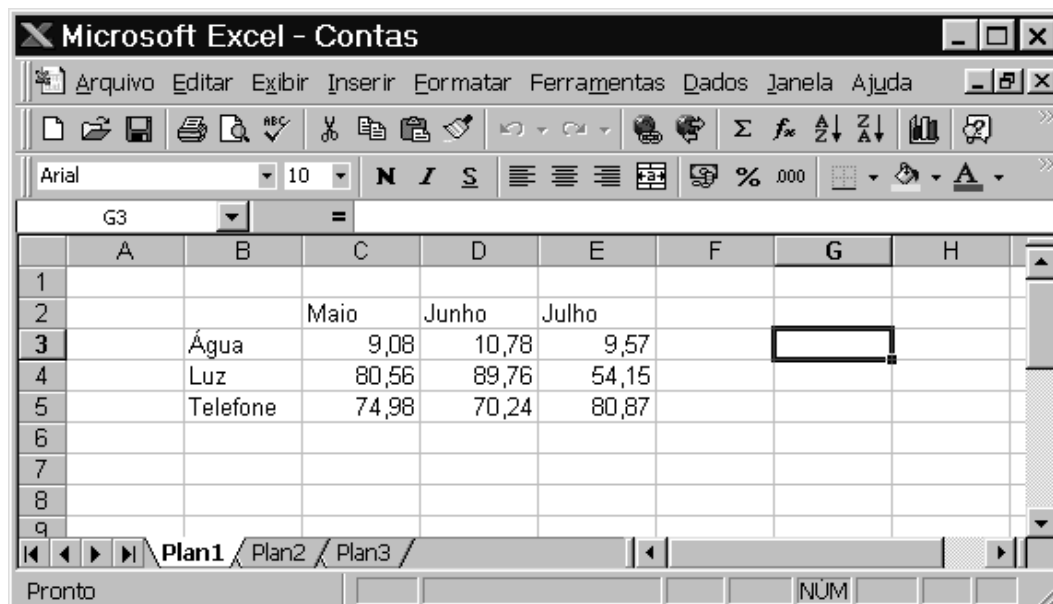 Microsoft Excel - Contas
Arquivo Editar Exibir Inserir Formatar Ferramentas Dados Janela Ajuda
ABC Σ fx A Z Z A ?
Arial 10 N I S a % 000 A
G3 =
A B C D E F G H
1
2 Maio Junho Julho
3 Água 9,08 10,78 9,57
4 Luz 80,56 89,76 54,15
5 Telefone 74,98 70,24 80,87
6
7
8
9
Plan1 Plan2 Plan3
Pronto NÚM